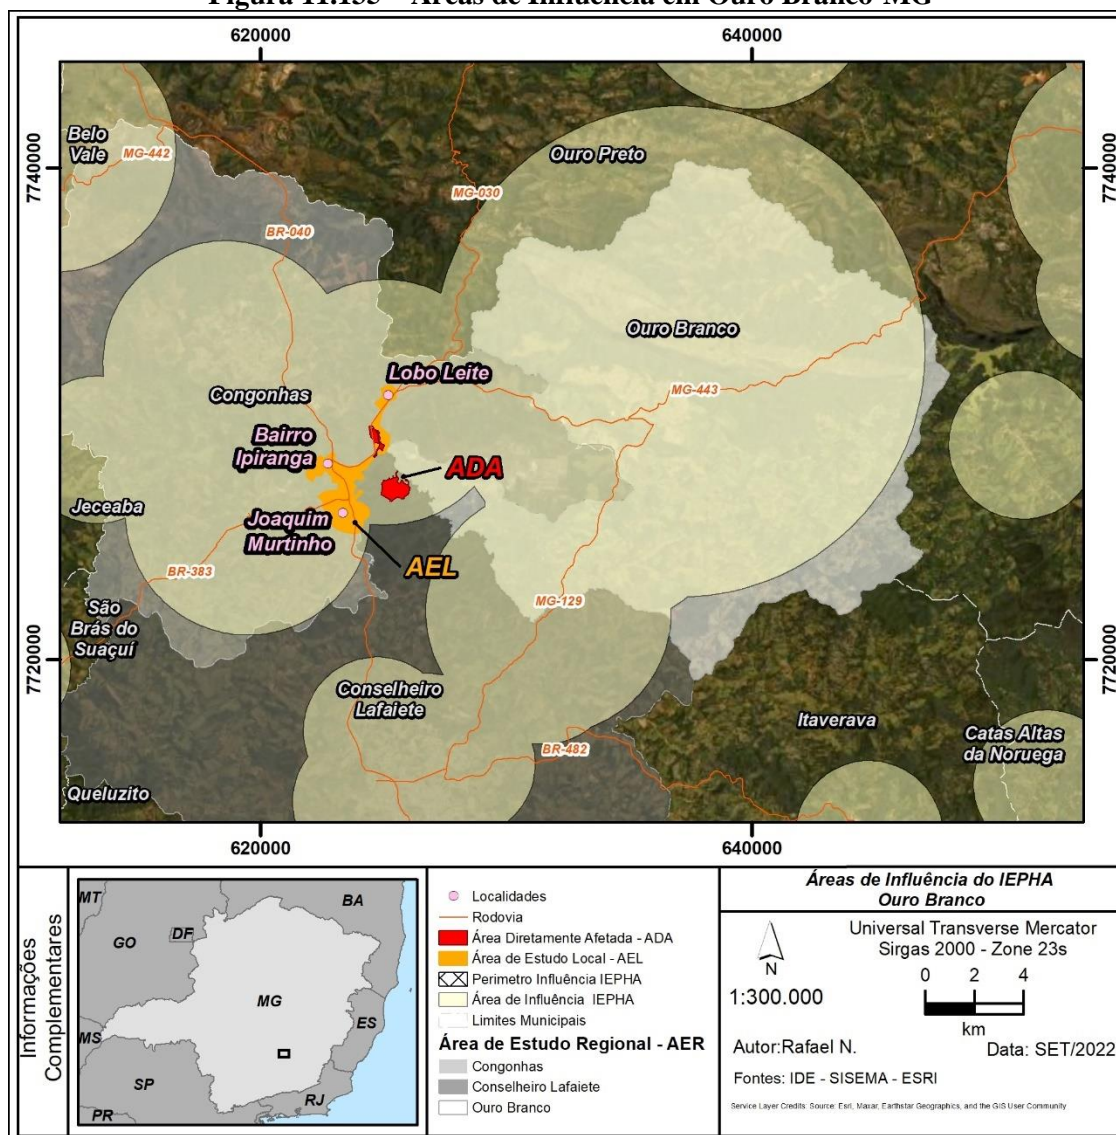 Figura 11.133 – Áreas de Influência em Ouro Branco-MG
620000
640000
7740000
7740000
Belo
Vale
MG-442
Ouro Preto
MG-030
BR-040
Ouro Branco
Lobo Leite
Congonhas
MG-443
Bairro
Ipiranga
ADA
Jeceaba
Joaquim
Murtinho
AEL
BR-383
MG-129
São
Brás do
Suaçuí
7720000
7720000
Conselheiro
Lafaiete
Itaverava
Catas Altas
da Noruega
BR-482
Queluzito
620000
640000
Informações
Complementares
MT
BA
GO
DF
MG
MS
ES
SP
RJ
PR
Localidades
Rodovia
Área Diretamente Afetada - ADA
Área de Estudo Local - AEL
Perimetro Influência IEPHA
Área de Influência IEPHA
Limites Municipais
Área de Estudo Regional - AER
Congonhas
Conselheiro Lafaiete
Ouro Branco
Áreas de Influência do IEPHA
Ouro Branco
Universal Transverse Mercator
Sirgas 2000 - Zone 23s
N
0 2 4
km
1:300.000
Autor:Rafael N.
Data: SET/2022
Fontes: IDE - SISEMA - ESRI
Service Layer Credits: Source: Esri, Maxar, Earthstar Geographics, and the GIS User Community